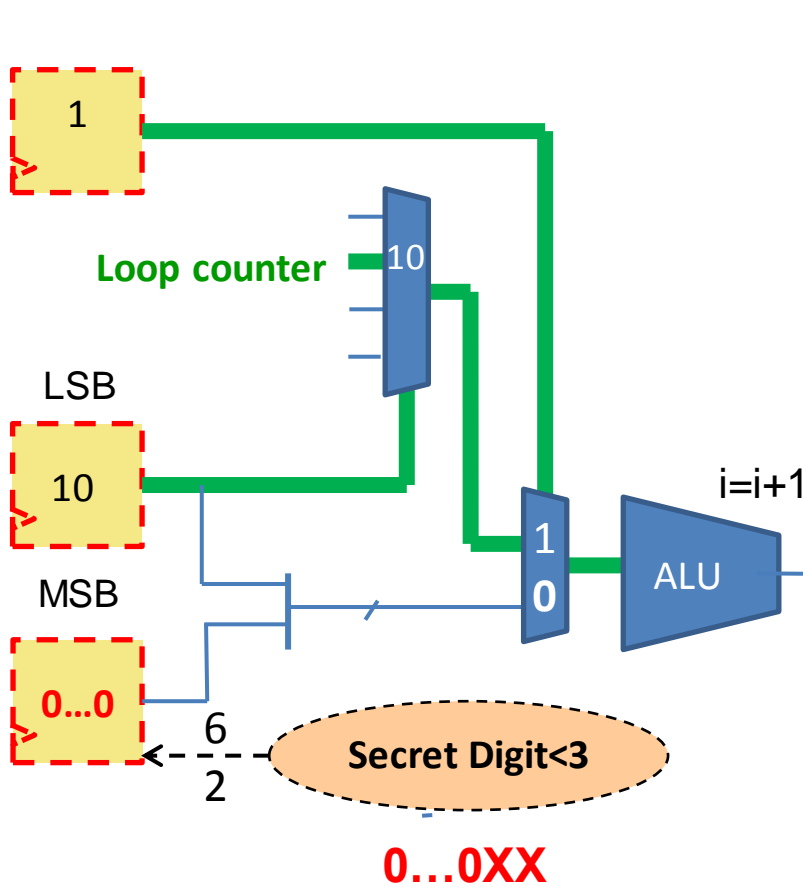 1
10
Loop counter
LSB
10
i=i+1
1
0
ALU
MSB
0...0
6
2
Secret Digit<3
0...0XX